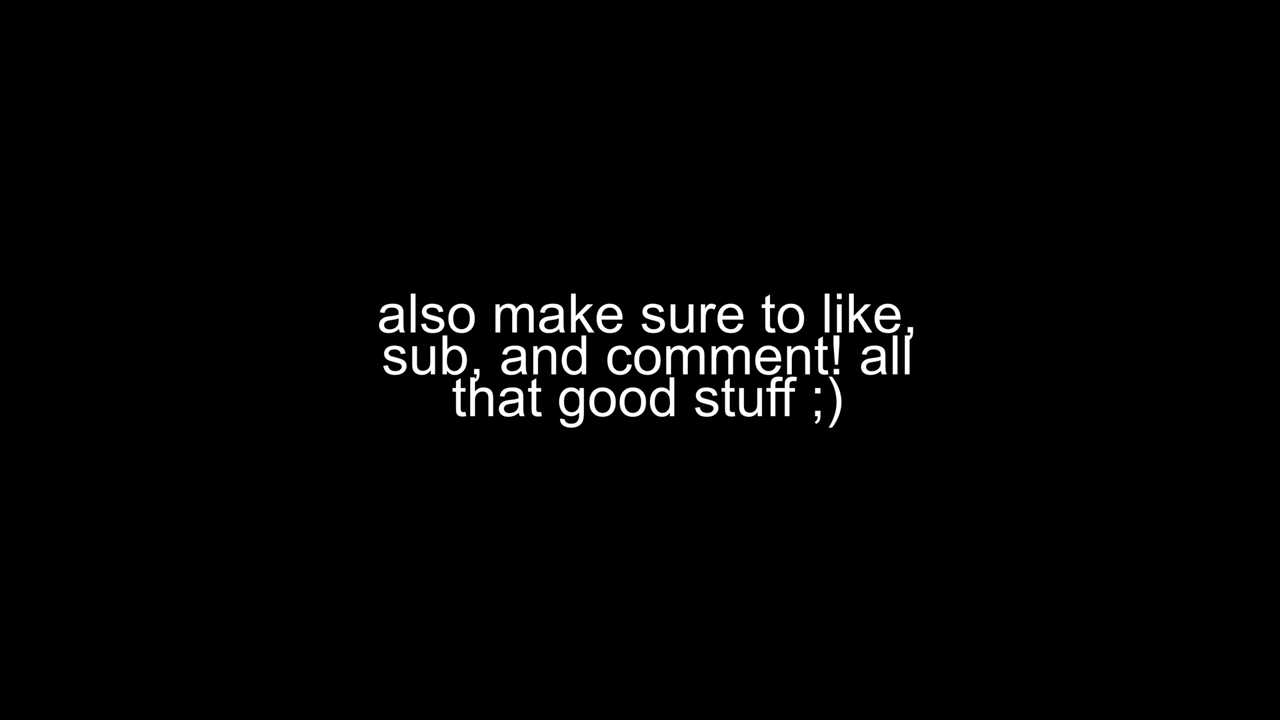 also make sure to like,
sub, and comment! all
that good stuff ;)